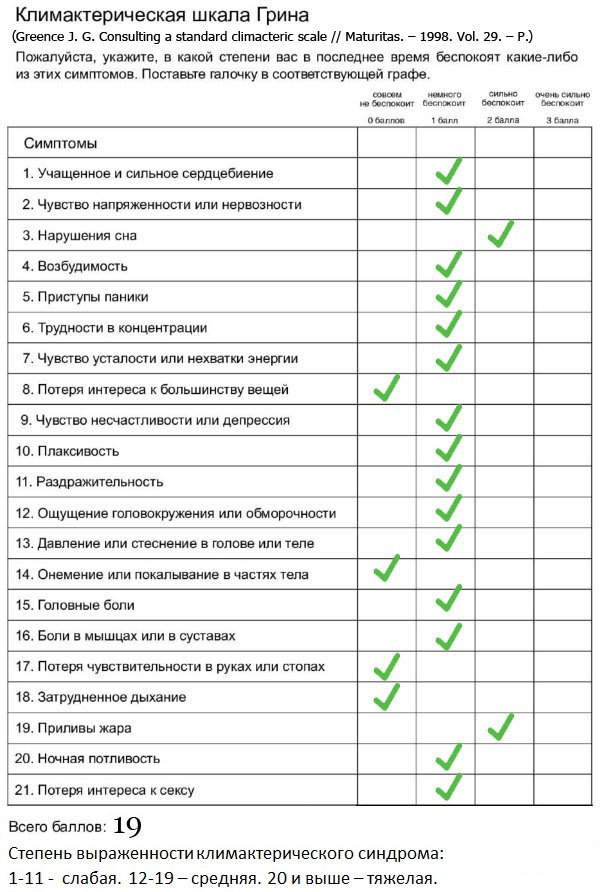 Климактерическая шкала Грина
(Greence J. G. Consulting a standard climacteric scale // Maturitas. – 1998. Vol. 29. – P.)
Пожалуйста, укажите, в какой степени вас в последнее время беспокоят какие-либо
из этих симптомов. Поставьте галочку в соответствующей графе.
совсем не беспокоит 0 баллов
немного беспокоит 1 балл
сильно беспокоит 2 балла
очень сильно беспокоит 3 балла
Симптомы
1. Учащенное и сильное сердцебиение
2. Чувство напряженности или нервозности
3. Нарушения сна
4. Возбудимость
5. Приступы паники
6. Трудности в концентрации
7. Чувство усталости или нехватки энергии
8. Потеря интереса к большинству вещей
9. Чувство несчастливости или депрессия
10. Плаксивость
11. Раздражительность
12. Ощущение головокружения или обморочности
13. Давление или стеснение в голове или теле
14. Онемение или покалывание в частях тела
15. Головные боли
16. Боли в мышцах или в суставах
17. Потеря чувствительности в руках или стопах
18. Затрудненное дыхание
19. Приливы жара
20. Ночная потливость
21. Потеря интереса к сексу
Всего баллов: 19
Степень выраженности климактерического синдрома:
1-11 - слабая. 12-19 – средняя. 20 и выше – тяжелая.